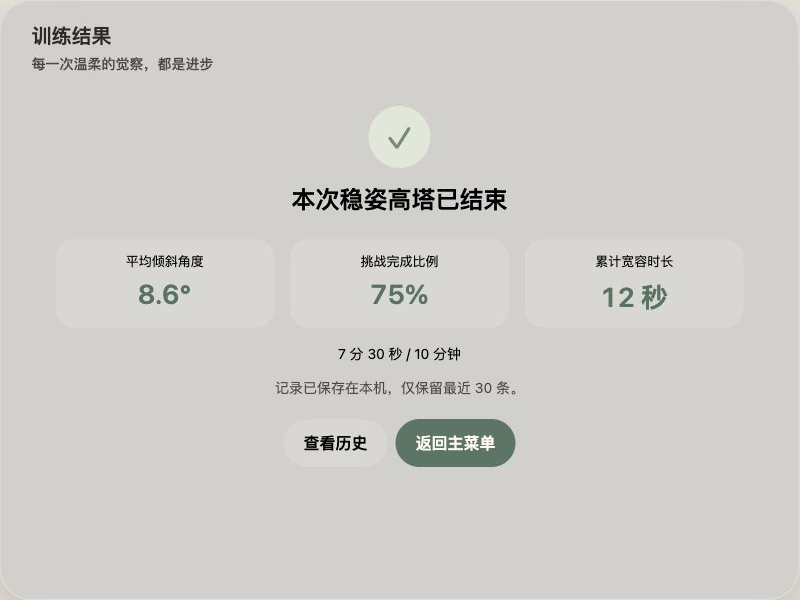 训练结果
每一次温柔的觉察，都是进步
本次稳姿高塔已结束
平均倾斜角度
8.6°
挑战完成比例
75%
累计宽容时长
12 秒
7 分 30 秒 / 10 分钟
记录已保存在本机，仅保留最近 30 条。
查看历史
返回主菜单